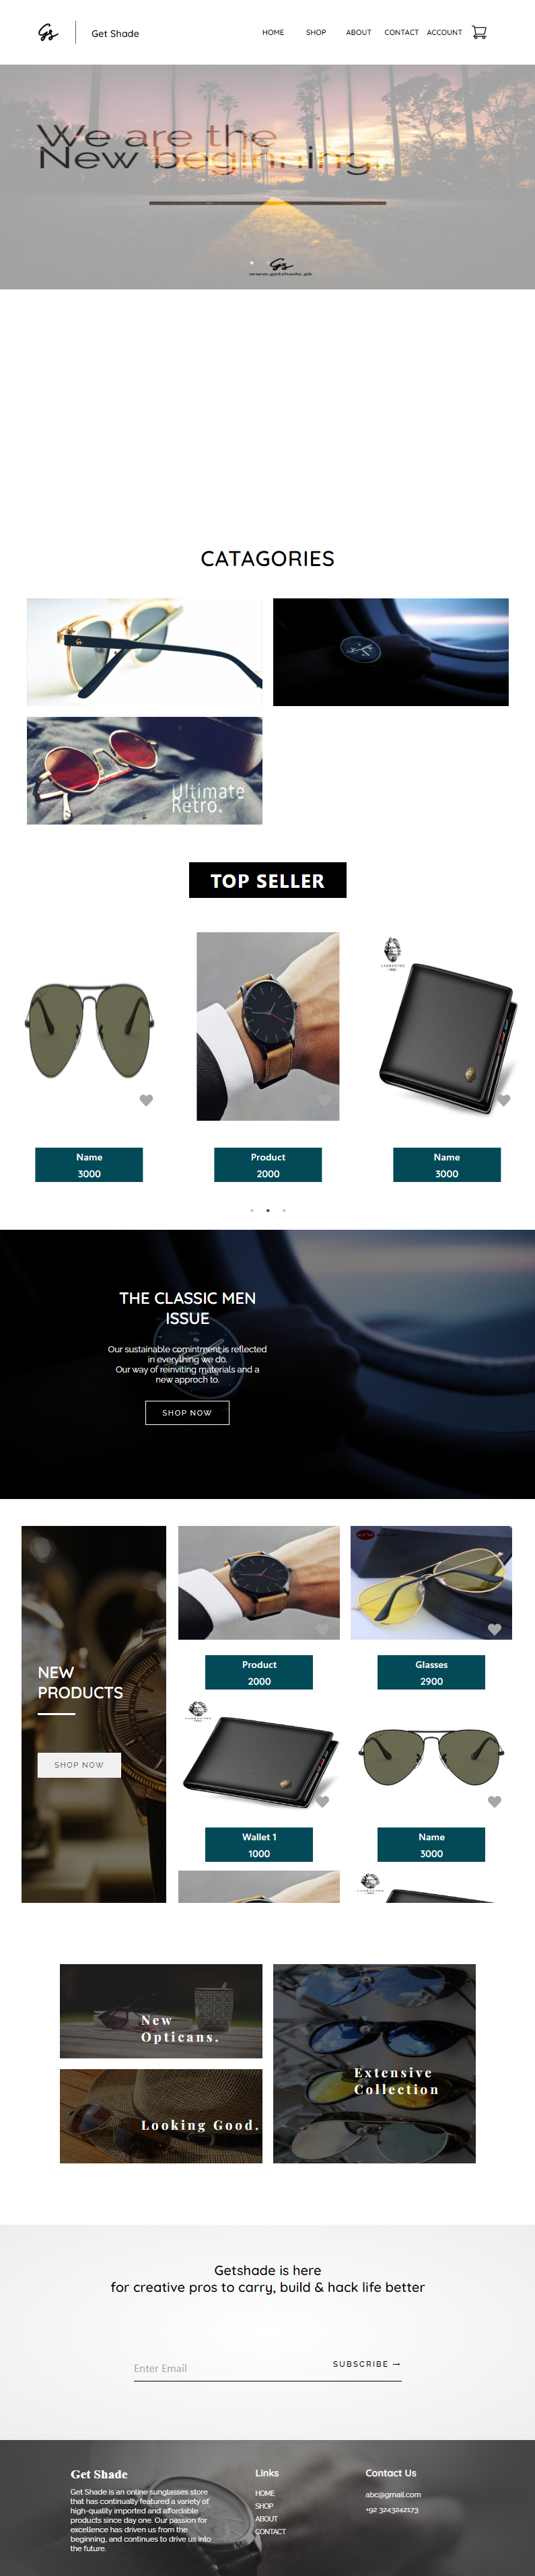 Gs
Get Shade
HOME SHOP ABOUT CONTACT ACCOUNT
We are the
New beginning.
Gs
www.getshade.pk
CATAGORIES
Gs
Ultimate
Retro.
TOP SELLER
Name
3000
Product
2000
Name
3000
THE CLASSIC MEN
ISSUE
Our sustainable comintment is reflected
in everything we do.
Our way of reinviting materials and a
new approch to.
SHOP NOW
NEW
PRODUCTS
SHOP NOW
Product
2000
Glasses
2900
Wallet 1
1000
Name
3000
New
Opticans.
Looking Good.
Extensive
Collection
Getshade is here
for creative pros to carry, build & hack life better
Enter Email
SUBSCRIBE →
Get Shade
Get Shade is an online sunglasses store
that has continually featured a variety of
high-quality imported and affordable
products since day one. Our passion for
excellence has driven us from the
beginning, and continues to drive us into
the future.
Links
HOME
SHOP
ABOUT
CONTACT
Contact Us
abc@gmail.com
+92 3243242173